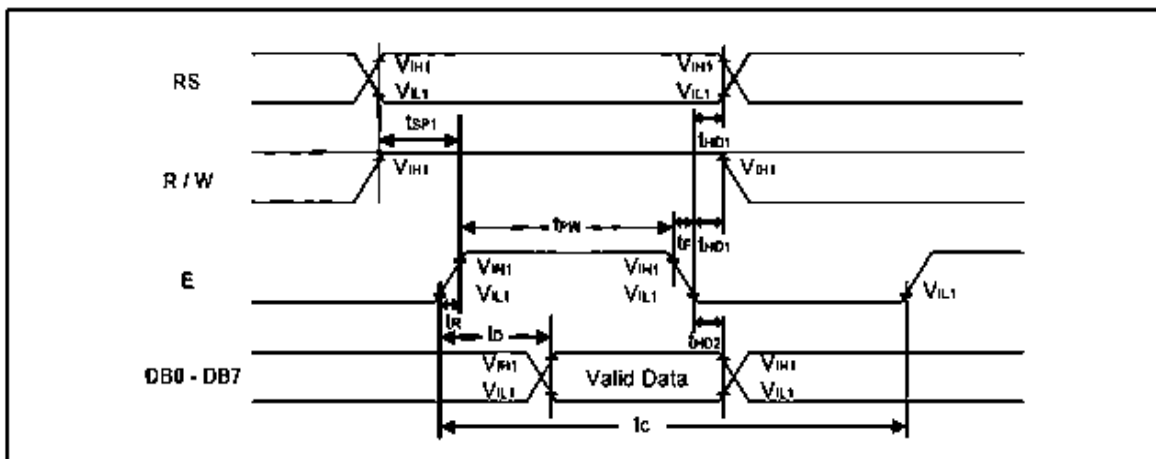 RS
VIH1 VIH1
VIL1 VIL1
tSP1 tHD1
R / W
VIH1 VIH1
tPW
tF tHD1
E
VIH1 VIH1
VIL1 VIL1 VIL1
tR tD tHD2
DB0 - DB7
VIH1 Valid Data VIH1
VIL1 VIL1
tC